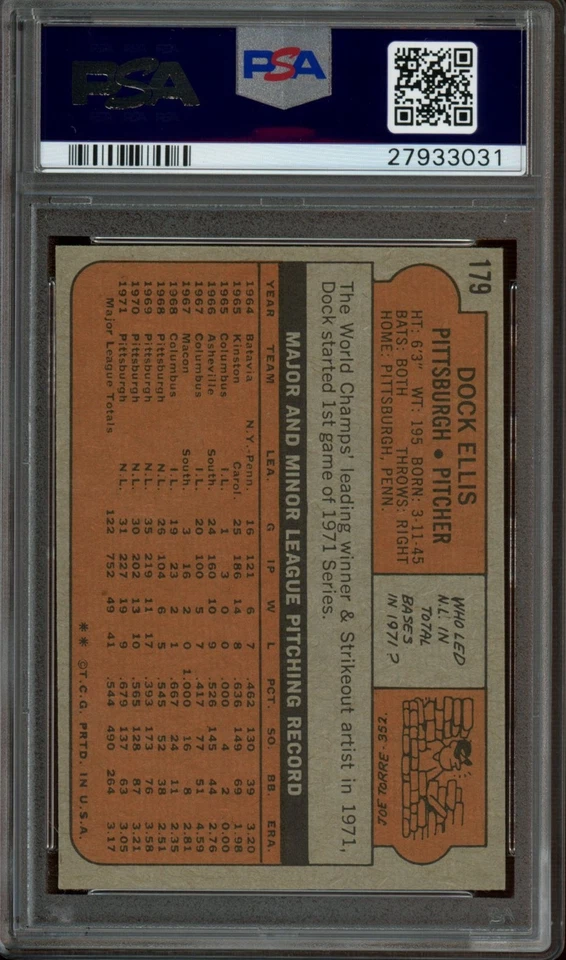 PSA
PSA
27933031
179
DOCK ELLIS
PITTSBURGH • PITCHER
HT: 6'3" WT: 195 BORN: 3-11-45
BATS: BOTH THROWS: RIGHT
HOME: PITTSBURGH, PENN.
WHO LED
N.L. IN
TOTAL
BASES
IN 1971?
JOE TORRE - 352.
The World Champs' leading winner & Strikeout artist in 1971,
Dock started 1st game of 1971 Series.
MAJOR AND MINOR LEAGUE PITCHING RECORD
YEAR TEAM LEA. G IP W L PCT. SO. BB. ERA.
1964 Batavia N.Y.-Penn. 16 121 6 7 .462 130 39 3.20
1965 Kinston Carol. 25 186 14 8 .636 149 69 1.98
1965 Columbus I.L. 1 3 0 0 .000 4 2 0.00
1966 Asheville South. 24 160 10 9 .526 145 44 2.76
1967 Columbus I.L. 20 100 5 7 .417 77 51 4.59
1967 Macon South. 3 16 2 0 1.000 16 8 2.81
1968 Columbus I.L. 19 23 2 1 .667 24 11 2.35
1968 Pittsburgh N.L. 26 104 6 5 .545 52 38 2.51
1969 Pittsburgh N.L. 35 219 11 17 .393 173 76 3.58
1970 Pittsburgh N.L. 30 202 13 10 .565 128 87 3.21
1971 Pittsburgh N.L. 31 227 19 9 .679 137 63 3.05
Major League Totals 122 752 49 41 .544 490 264 3.17
** ©T.C.G. PRTD. IN U.S.A.